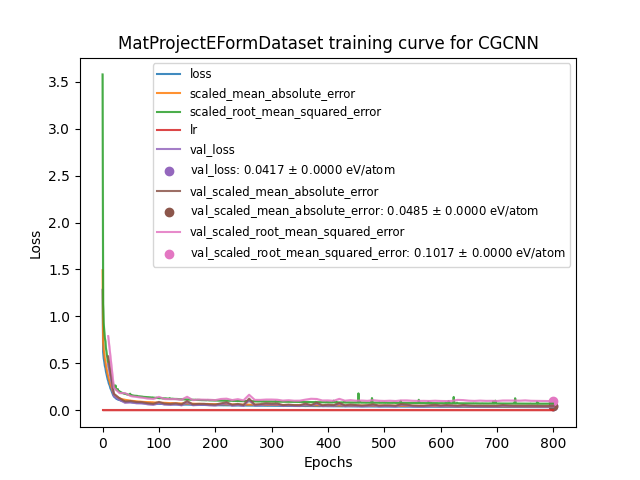 MatProjectEFormDataset training curve for CGCNN
3.5
3.0
2.5
2.0
1.5
1.0
0.5
0.0
Loss
loss
scaled_mean_absolute_error
scaled_root_mean_squared_error
lr
val_loss
val_loss: 0.0417 ± 0.0000 eV/atom
val_scaled_mean_absolute_error
val_scaled_mean_absolute_error: 0.0485 ± 0.0000 eV/atom
val_scaled_root_mean_squared_error
val_scaled_root_mean_squared_error: 0.1017 ± 0.0000 eV/atom
0 100 200 300 400 500 600 700 800
Epochs